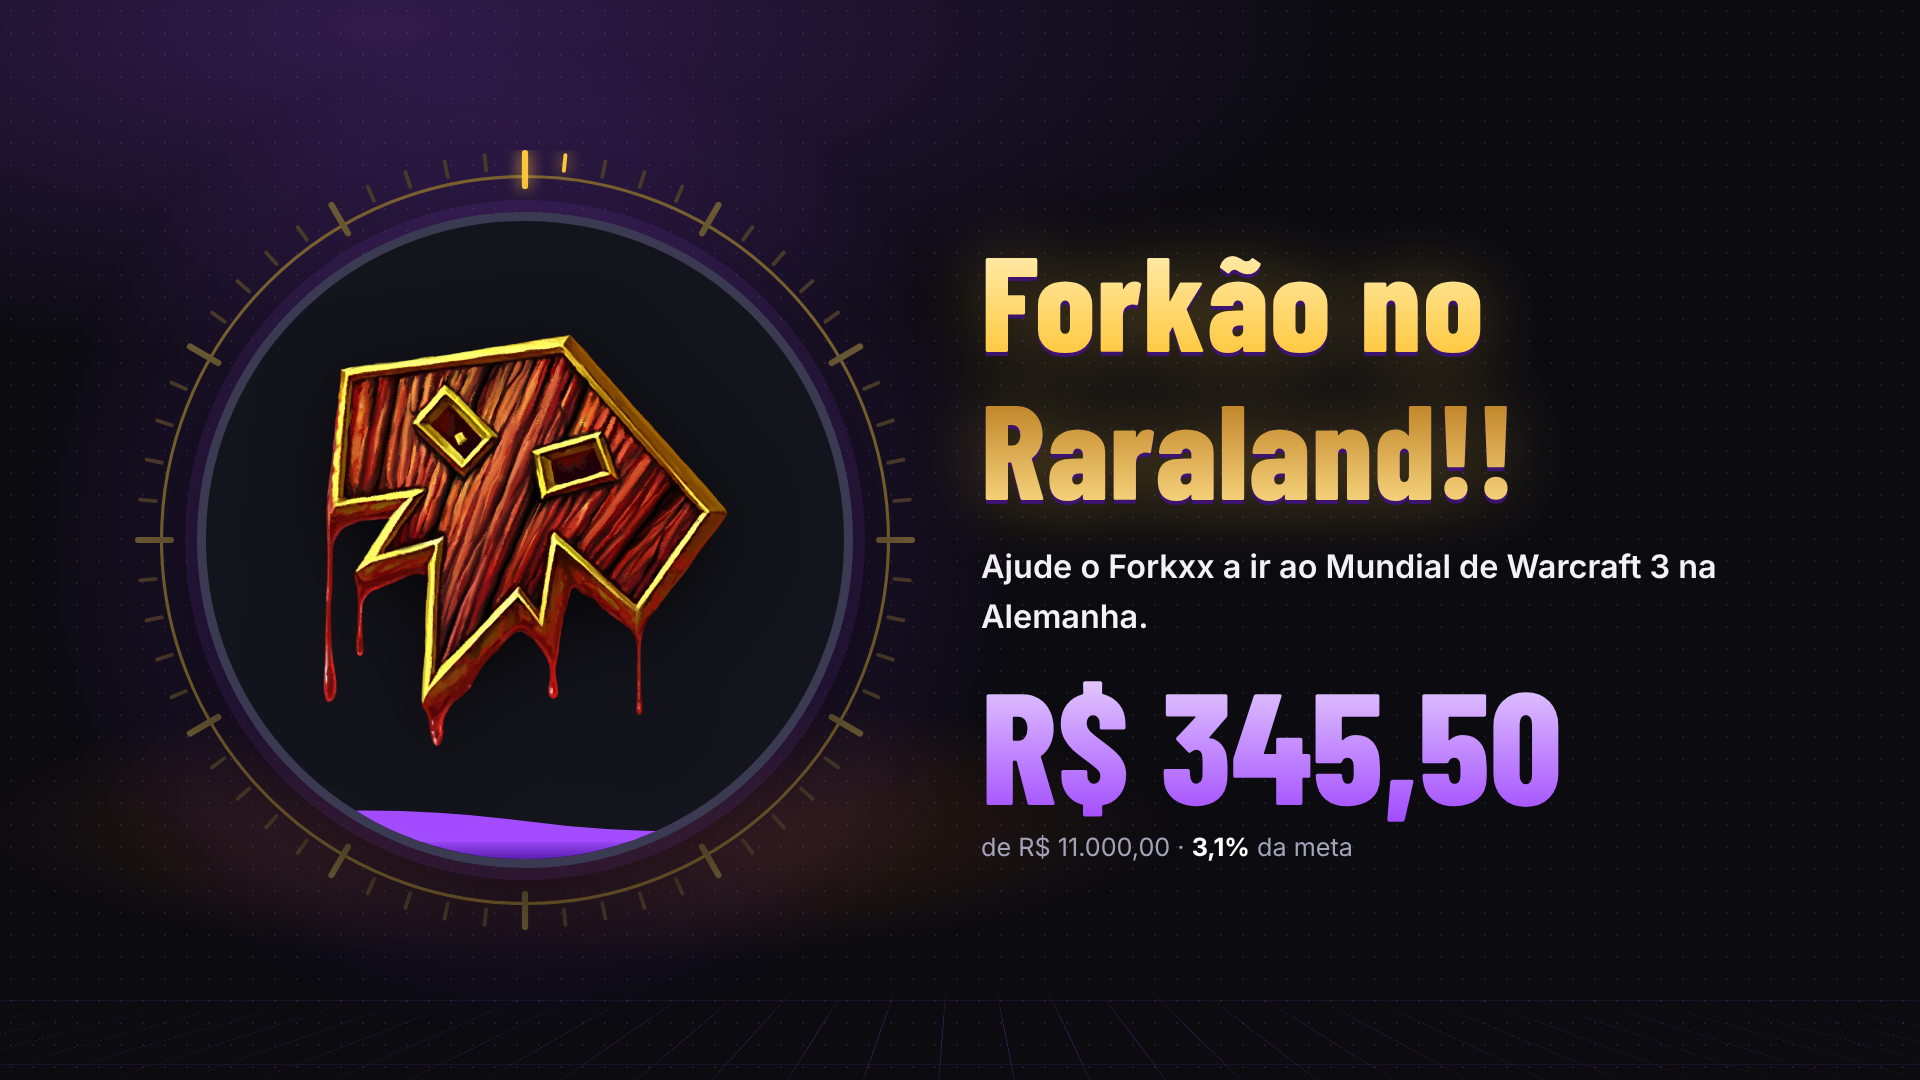 Forkão no
Raraland!!
Ajude o Forkxx a ir ao Mundial de Warcraft 3 na
Alemanha.
R$ 345,50
de R$ 11.000,00 · 3,1% da meta